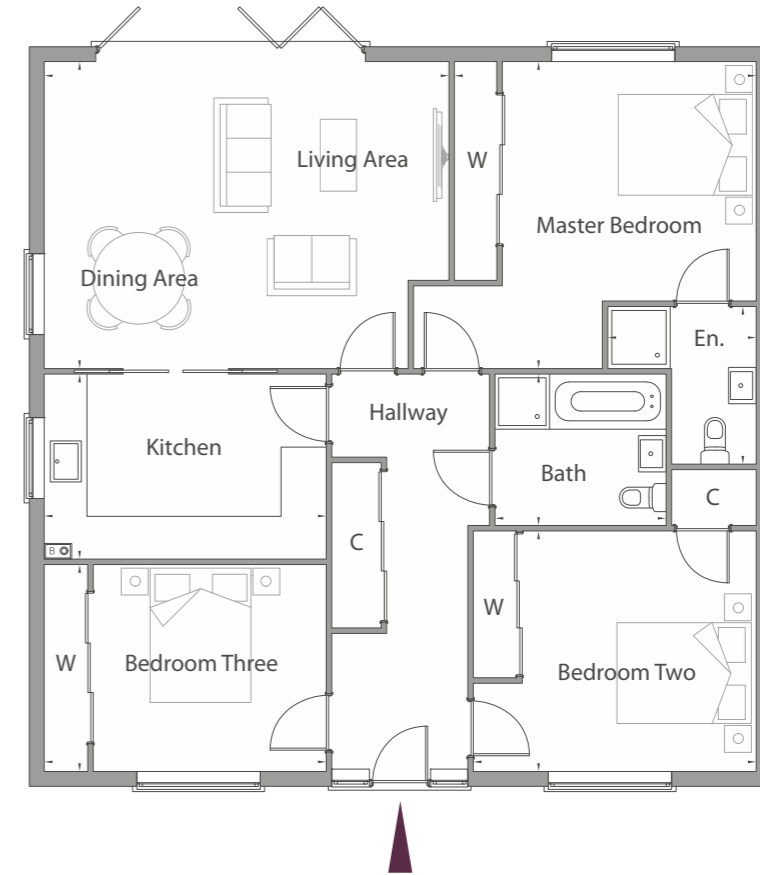 Living Area
W
Master Bedroom
Dining Area
En.
Hallway
Kitchen
Bath
C
C
B
W
W
Bedroom Three
Bedroom Two